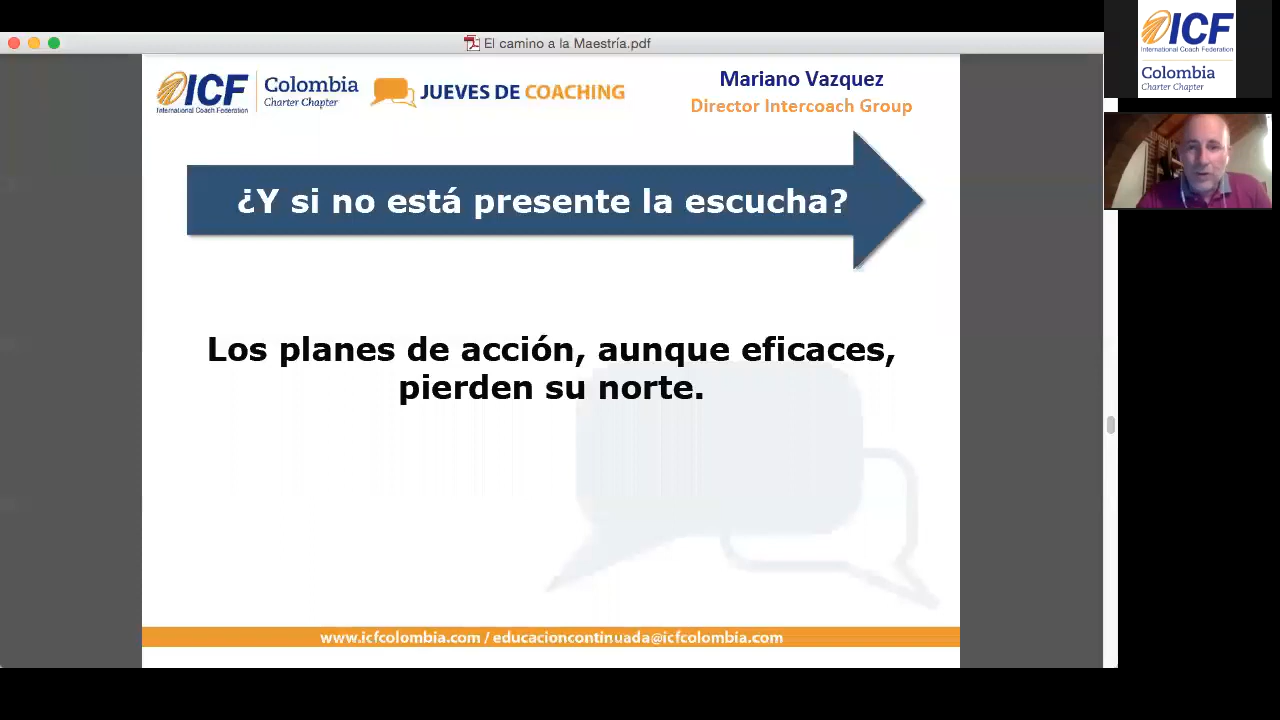 El camino a la Maestría.pdf
ICF
International Coach Federation
Colombia
Charter Chapter
JUEVES DE COACHING
Mariano Vazquez
Director Intercoach Group
¿Y si no está presente la escucha?
Los planes de acción, aunque eficaces,
pierden su norte.
www.icfcolombia.com / educacioncontinuada@icfcolombia.com
ICF
International Coach Federation
Colombia
Charter Chapter